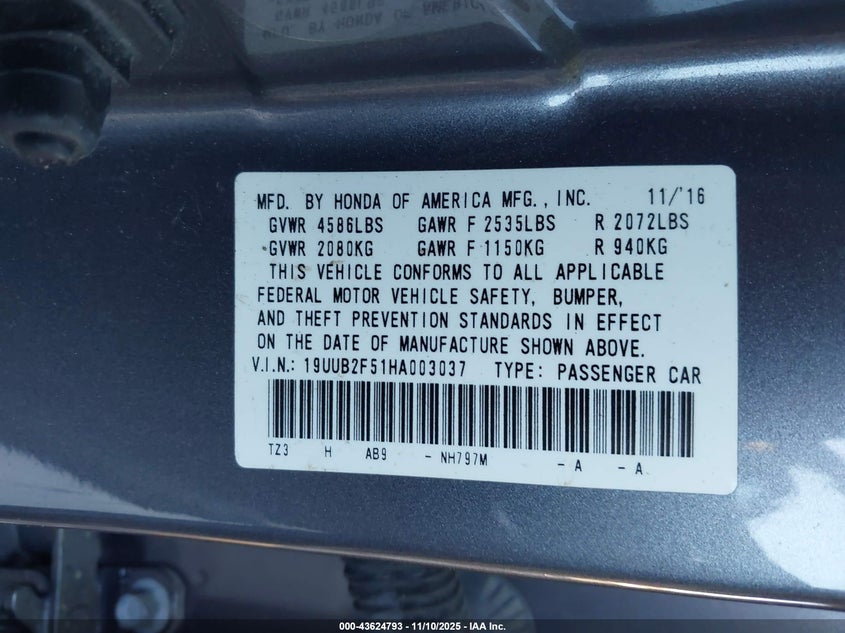 MFD. BY HONDA OF AMERICA MFG., INC. 11/'16
GVWR 4586LBS GAWR F 2535LBS R 2072LBS
GVWR 2080KG GAWR F 1150KG R 940KG
THIS VEHICLE CONFORMS TO ALL APPLICABLE
FEDERAL MOTOR VEHICLE SAFETY, BUMPER,
AND THEFT PREVENTION STANDARDS IN EFFECT
ON THE DATE OF MANUFACTURE SHOWN ABOVE.
V.I.N.: 19UUB2F51HA003037 TYPE: PASSENGER CAR
TZ3 H AB9 - NH797M - A - A
000-43624793 - 11/10/2025 - IAA Inc.